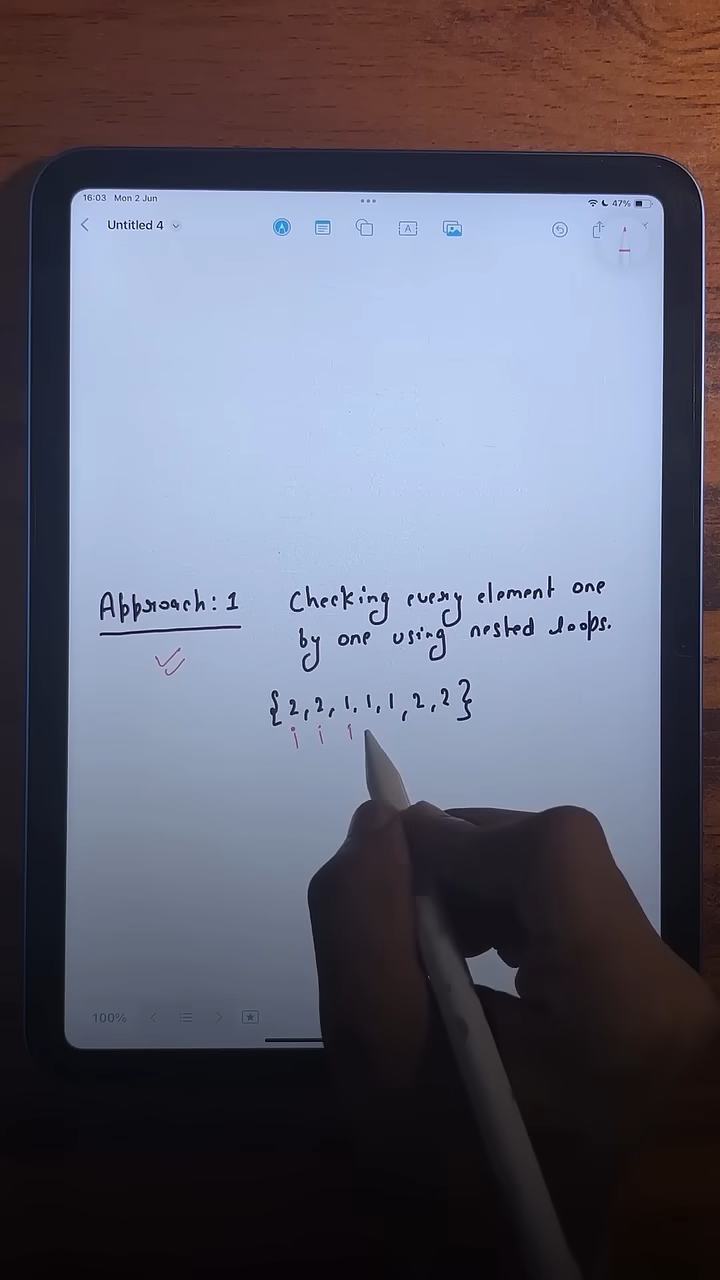 16:03 Mon 2 Jun
47%
Untitled 4
A
Approach: 1
Checking every element one
by one using nested loops.
{2, 2, 1, 1, 1, 2, 2}
i i i
100%